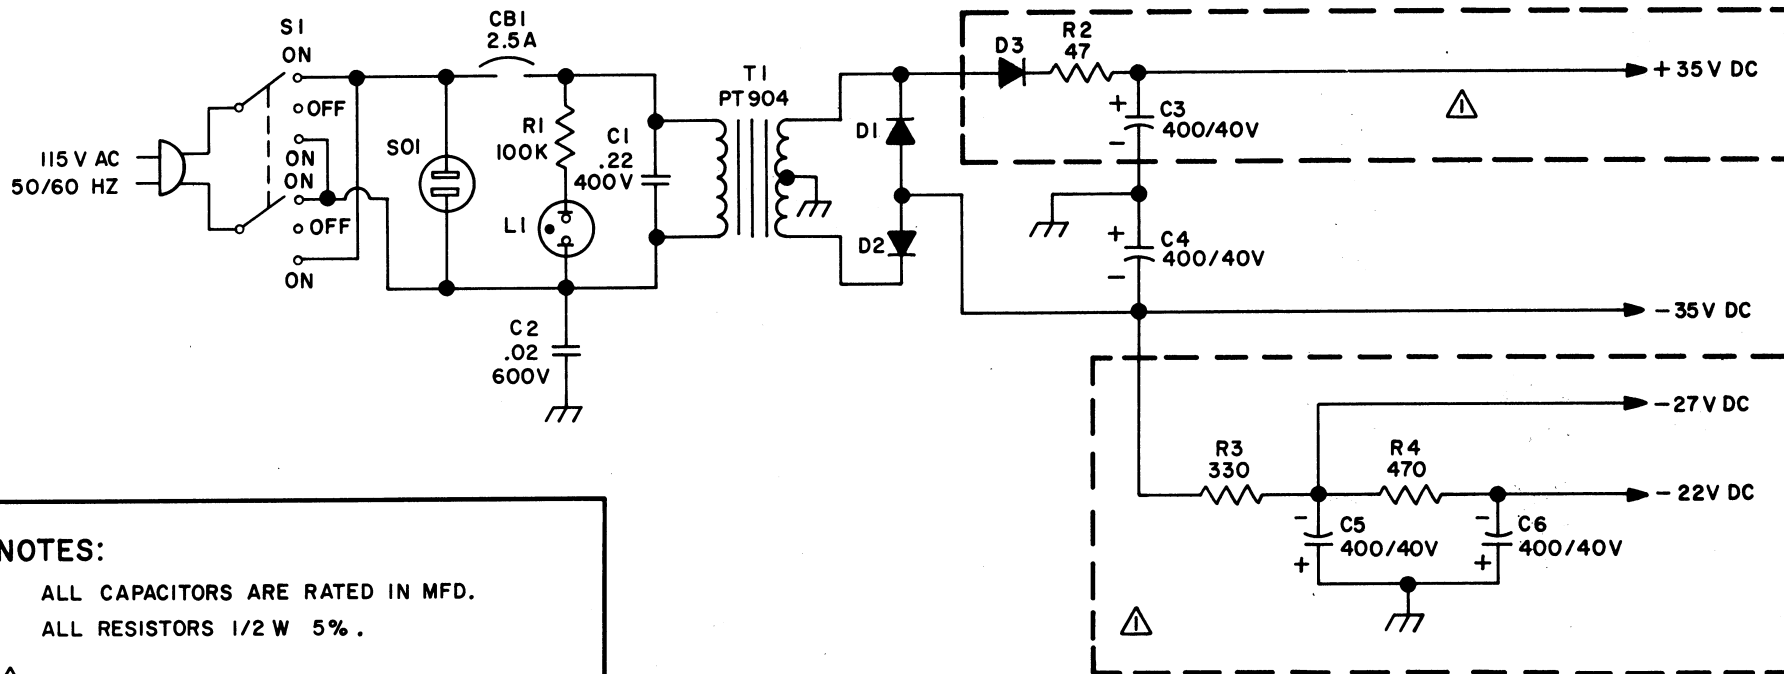 S1
ON
OFF
ON
ON
OFF
ON
115 V AC
50/60 HZ
SO1
CB1
2.5A
R1
100K
L1
C1
.22
400V
C2
.02
600V
T1
PT904
D1
D2
D3
R2
47
+
C3
400/40V
-
+35V DC
+
C4
400/40V
-
-35V DC
-27V DC
R3
330
R4
470
-22V DC
-
C5
400/40V
+
-
C6
400/40V
+
1
1
NOTES:
ALL CAPACITORS ARE RATED IN MFD.
ALL RESISTORS 1/2 W 5%.